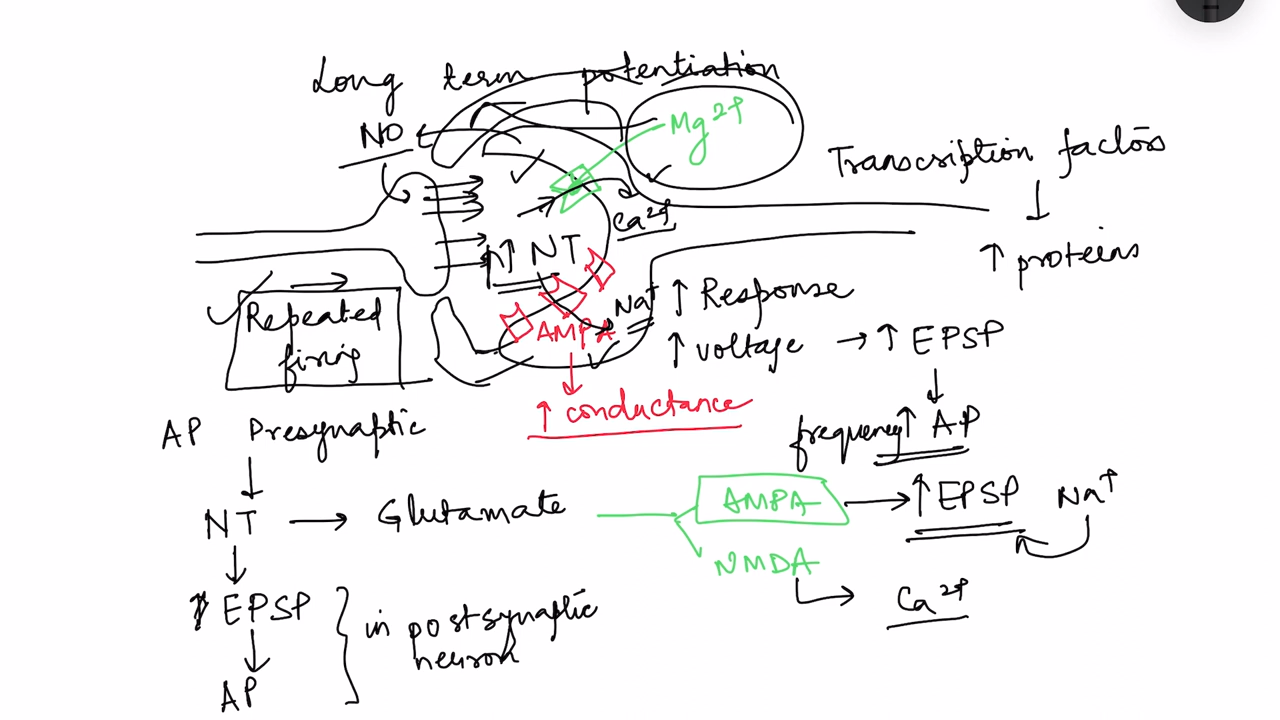 Long term potentiation
NO
Mg2+
Transcription factors
Ca2+
↑ NT
↑ proteins
Na+
↑ Response
Repeated
firing
AMPA
↑ voltage → ↑ EPSP
↑ conductance
frequency ↑ AP
AP Presynaptic
AMPA → ↑ EPSP Na+
NT → Glutamate
NMDA
Ca2+
↑ EPSP
in postsynaptic
neuron
AP